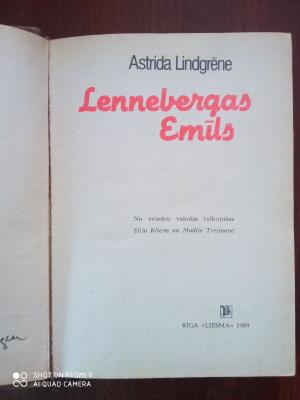 Astrida Lindgrēne
Lennebergas
Emīls
No zviedru valodas tulkojušas
Elija Kliene un Mudīte Treimane
RĪGA «LIESMA» 1989
SHOT ON REDMI 9
AI QUAD CAMERA